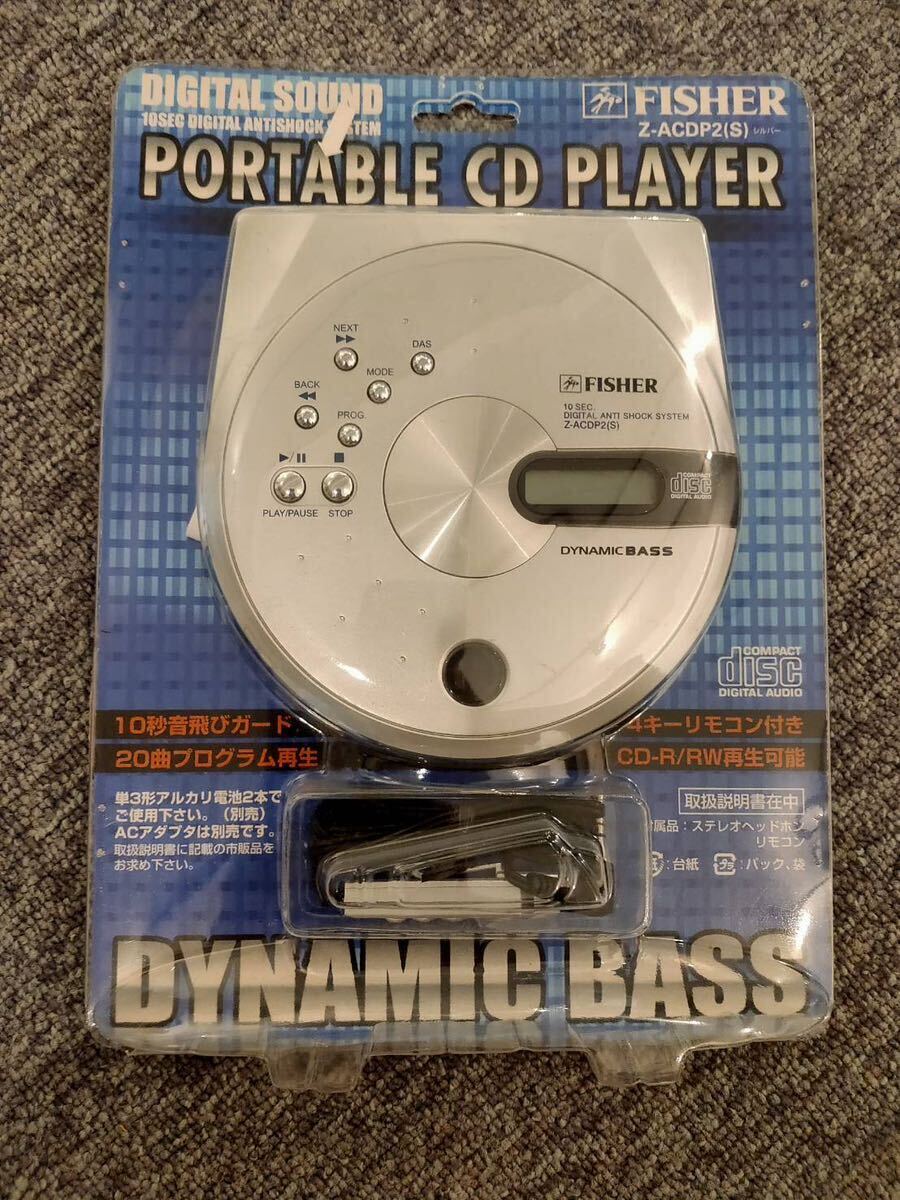 DIGITAL SOUND
10SEC DIGITAL ANTISHOCK SYSTEM
FISHER
Z-ACDP2(S) シルバー
PORTABLE CD PLAYER
NEXT
DAS
MODE
BACK
PROG.
PLAY/PAUSE STOP
FISHER
10 SEC.
DIGITAL ANTI SHOCK SYSTEM
Z-ACDP2(S)
COMPACT
disc
DIGITAL AUDIO
DYNAMIC BASS
COMPACT
disc
DIGITAL AUDIO
10秒音飛びガード
20曲プログラム再生
4キーリモコン付き
CD-R/RW再生可能
単3形アルカリ電池2本で
ご使用下さい。(別売)
ACアダプタは別売です。
取扱説明書に記載の市販品を
お求め下さい。
取扱説明書在中
付属品:ステレオヘッドホン
リモコン
:台紙 プラ:パック、袋
DYNAMIC BASS